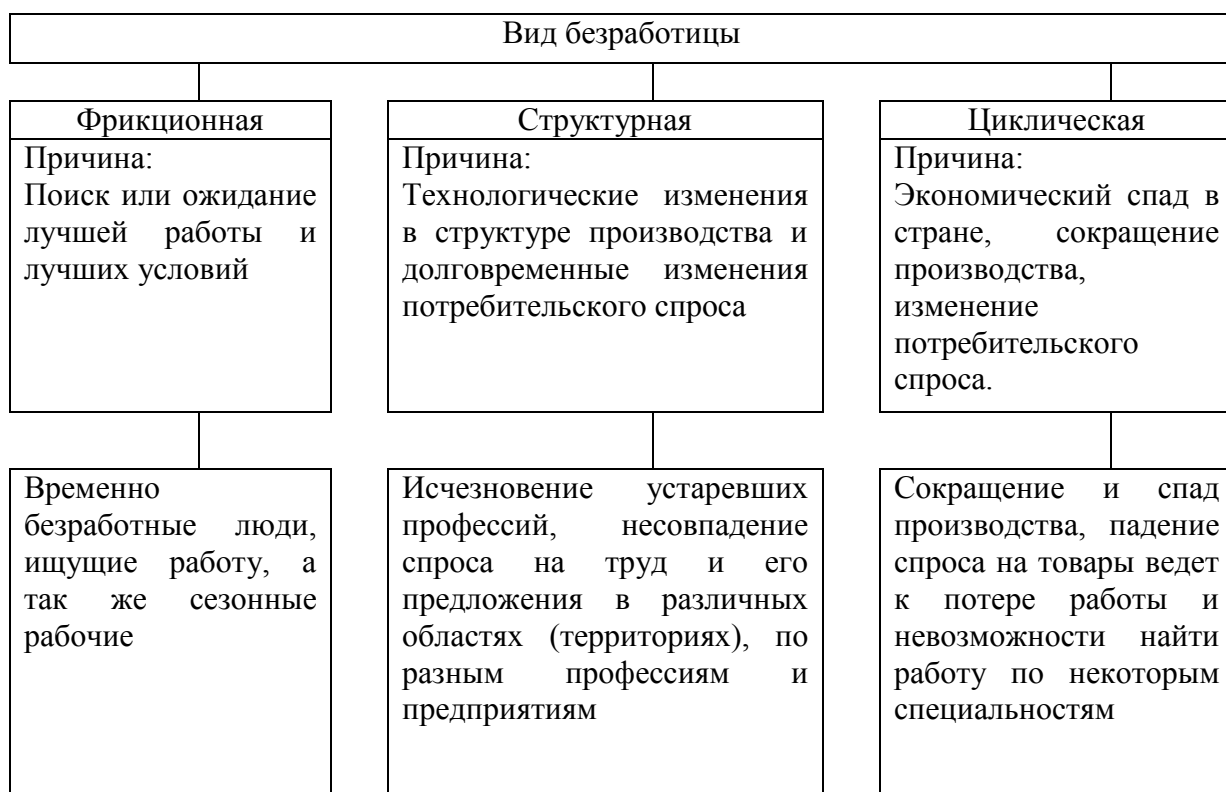 Вид безработицы
Фрикционная
Причина:
Поиск или ожидание
лучшей работы и
лучших условий
Структурная
Причина:
Технологические изменения
в структуре производства и
долговременные изменения
потребительского спроса
Циклическая
Причина:
Экономический спад в
стране, сокращение
производства,
изменение
потребительского
спроса.
Временно
безработные люди,
ищущие работу, а
так же сезонные
рабочие
Исчезновение устаревших
профессий, несовпадение
спроса на труд и его
предложения в различных
областях (территориях), по
разным профессиям и
предприятиям
Сокращение и спад
производства, падение
спроса на товары ведет
к потере работы и
невозможности найти
работу по некоторым
специальностям